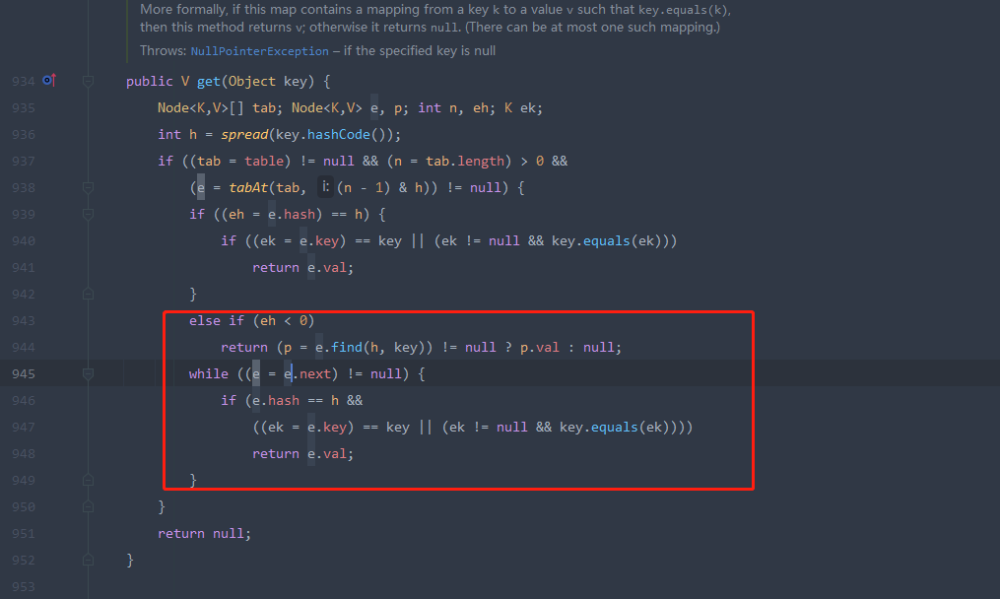 More formally, if this map contains a mapping from a key k to a value v such that key.equals(k),
then this method returns v; otherwise it returns null. (There can be at most one such mapping.)
Throws: NullPointerException – if the specified key is null
934 public V get(Object key) {
935 Node<K,V>[] tab; Node<K,V> e, p; int n, eh; K ek;
936 int h = spread(key.hashCode());
937 if ((tab = table) != null && (n = tab.length) > 0 &&
938 (e = tabAt(tab, i: (n - 1) & h)) != null) {
939 if ((eh = e.hash) == h) {
940 if ((ek = e.key) == key || (ek != null && key.equals(ek)))
941 return e.val;
942 }
943 else if (eh < 0)
944 return (p = e.find(h, key)) != null ? p.val : null;
945 while ((e = e.next) != null) {
946 if (e.hash == h &&
947 ((ek = e.key) == key || (ek != null && key.equals(ek))))
948 return e.val;
949 }
950 }
951 return null;
952 }
953